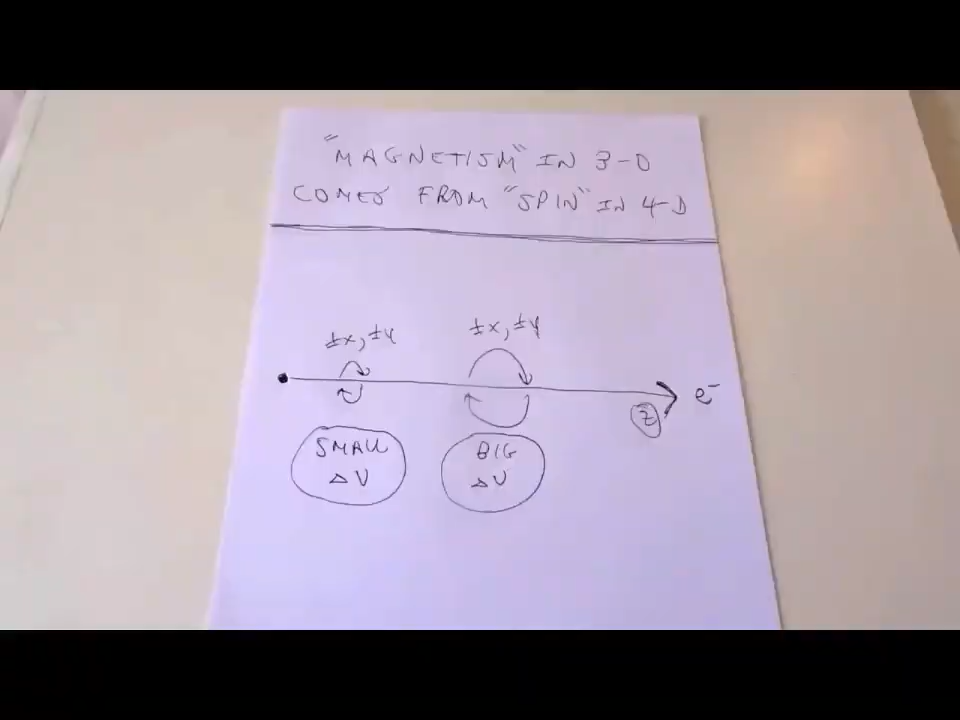 "MAGNETISM" IN 3-D
COMES FROM "SPIN" IN 4-D
±x, ±y
±x, ±y
e⁻
z
SMALL
ΔV
BIG
ΔV